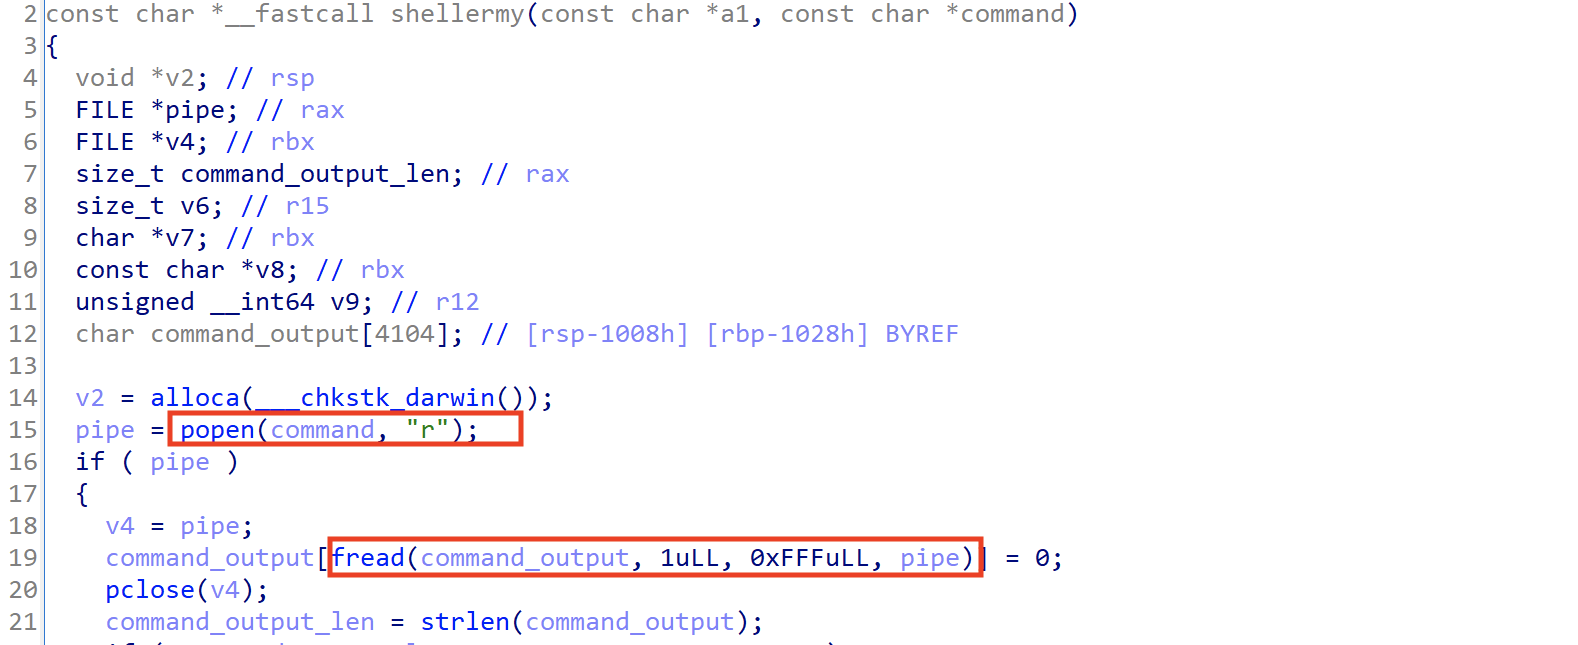 2 const char *__fastcall shellermy(const char *a1, const char *command)
3 {
4   void *v2; // rsp
5   FILE *pipe; // rax
6   FILE *v4; // rbx
7   size_t command_output_len; // rax
8   size_t v6; // r15
9   char *v7; // rbx
10   const char *v8; // rbx
11   unsigned __int64 v9; // r12
12   char command_output[4104]; // [rsp-1008h] [rbp-1028h] BYREF
13
14   v2 = alloca(___chkstk_darwin());
15   pipe = popen(command, "r");
16   if ( pipe )
17   {
18     v4 = pipe;
19     command_output[fread(command_output, 1uLL, 0xFFFuLL, pipe)] = 0;
20     pclose(v4);
21     command_output_len = strlen(command_output);